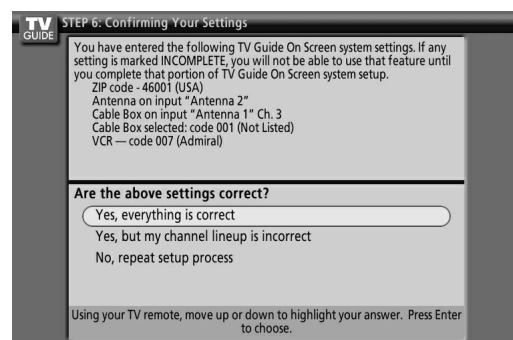 TV
GUIDE
STEP 6: Confirming Your Settings
You have entered the following TV Guide On Screen system settings. If any
setting is marked INCOMPLETE, you will not be able to use that feature until
you complete that portion of TV Guide On Screen system setup.
ZIP code - 46001 (USA)
Antenna on input “Antenna 2”
Cable Box on input “Antenna 1” Ch. 3
Cable Box selected: code 001 (Not Listed)
VCR — code 007 (Admiral)
Are the above settings correct?
Yes, everything is correct
Yes, but my channel lineup is incorrect
No, repeat setup process
Using your TV remote, move up or down to highlight your answer. Press Enter
to choose.